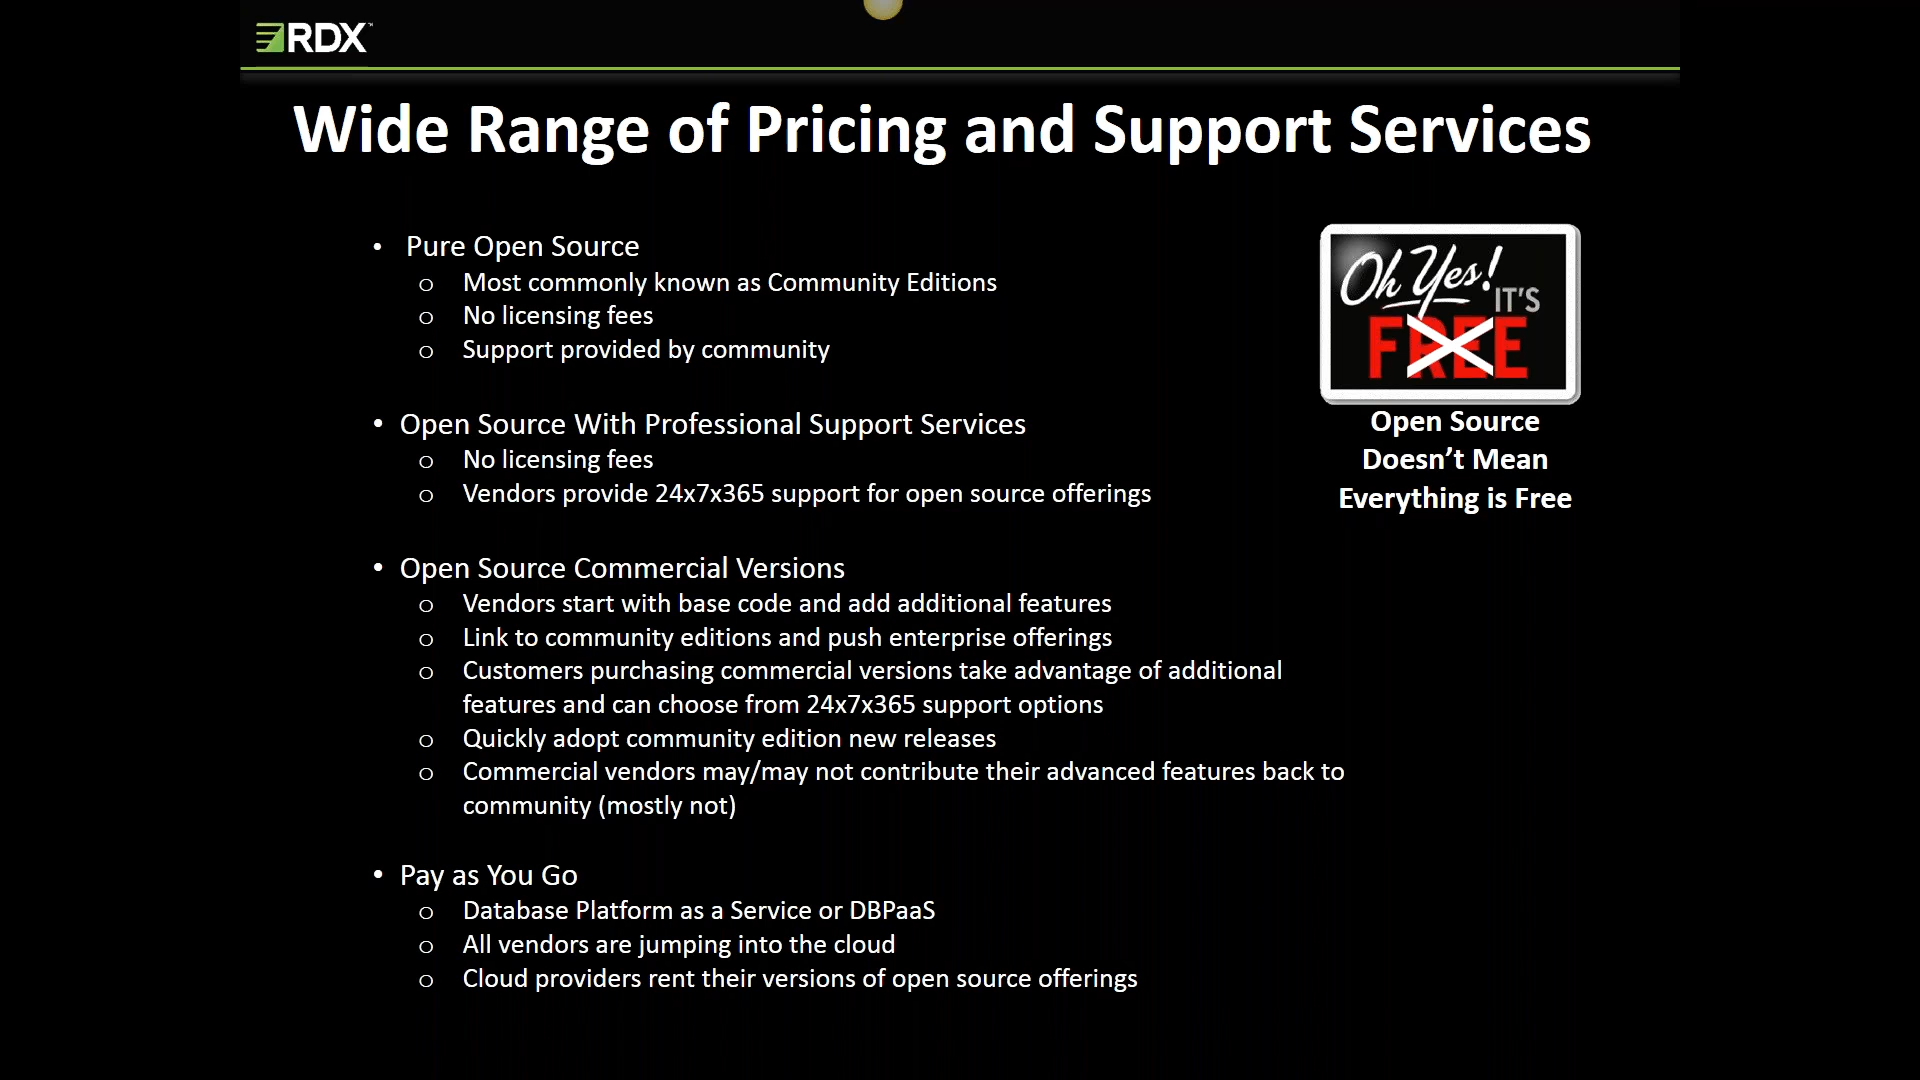 RDX™
Wide Range of Pricing and Support Services
• Pure Open Source
o Most commonly known as Community Editions
o No licensing fees
o Support provided by community
• Open Source With Professional Support Services
o No licensing fees
o Vendors provide 24x7x365 support for open source offerings
• Open Source Commercial Versions
o Vendors start with base code and add additional features
o Link to community editions and push enterprise offerings
o Customers purchasing commercial versions take advantage of additional
features and can choose from 24x7x365 support options
o Quickly adopt community edition new releases
o Commercial vendors may/may not contribute their advanced features back to
community (mostly not)
• Pay as You Go
o Database Platform as a Service or DBPaaS
o All vendors are jumping into the cloud
o Cloud providers rent their versions of open source offerings
Oh Yes!
IT'S
FREE
Open Source
Doesn’t Mean
Everything is Free